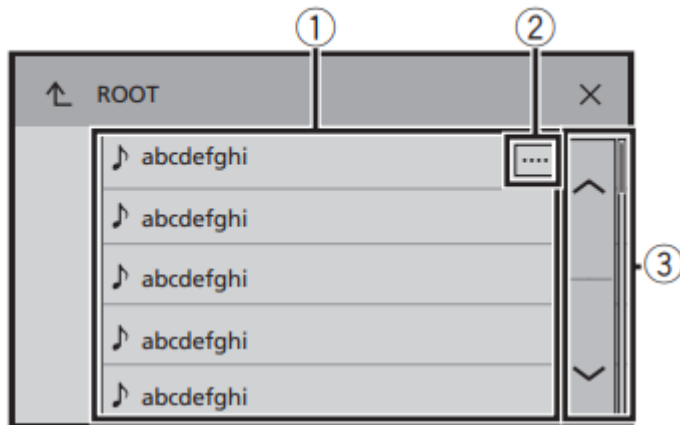 ① ②
ROOT ×
♪ abcdefghi ....
♪ abcdefghi
♪ abcdefghi
③
♪ abcdefghi
♪ abcdefghi